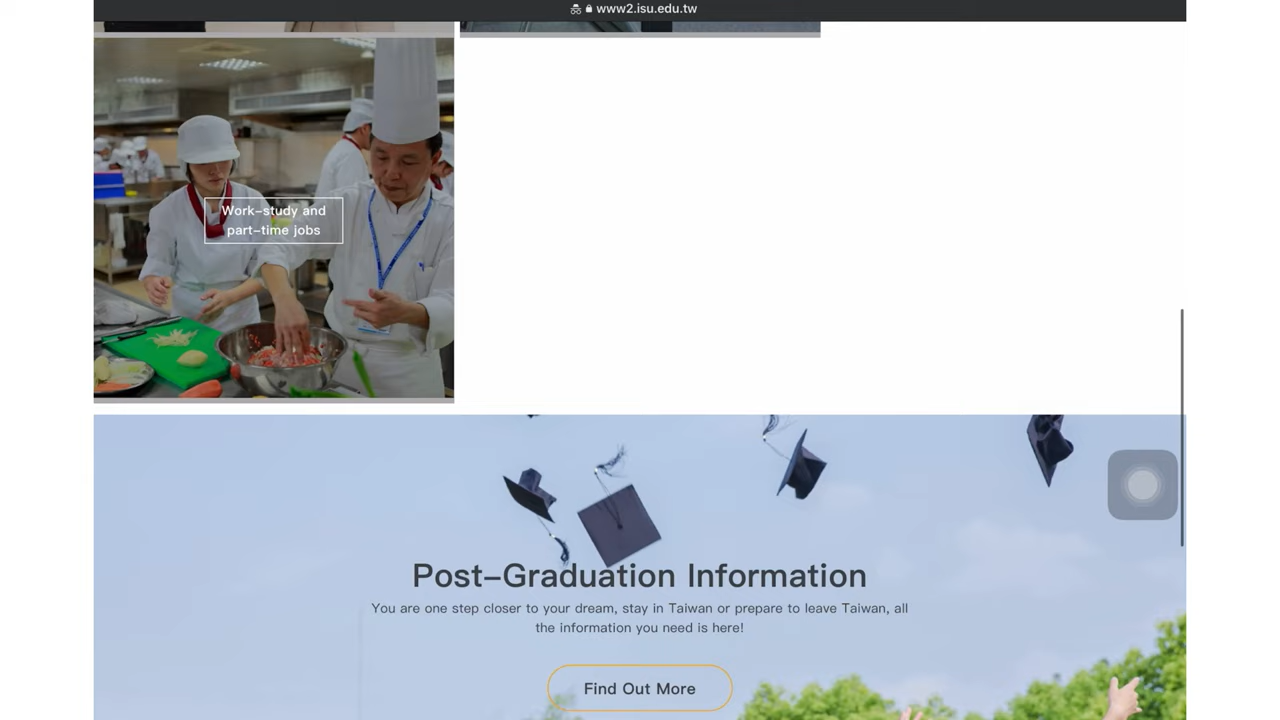 www2.isu.edu.tw
Work-study and
part-time jobs
Post-Graduation Information
You are one step closer to your dream, stay in Taiwan or prepare to leave Taiwan, all
the information you need is here!
Find Out More